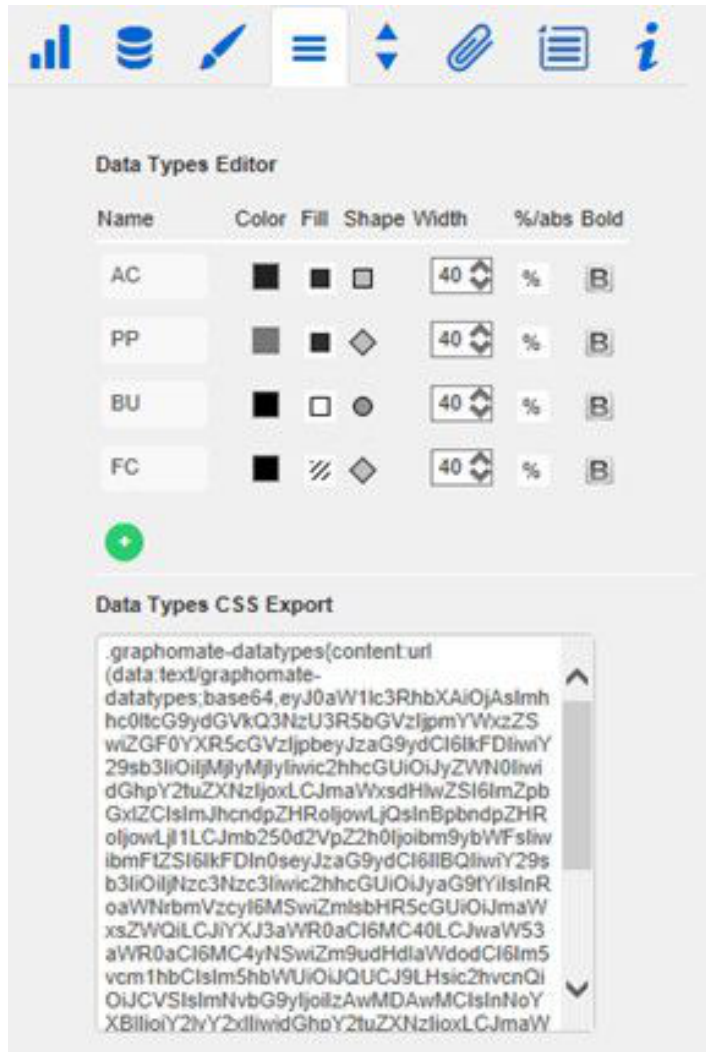 Data Types Editor
Name Color Fill Shape Width %/abs Bold
AC 40 % B
PP 40 % B
BU 40 % B
FC 40 % B
+
Data Types CSS Export
.graphomate-datatypes{content:url
(data:text/graphomate-
datatypes;base64,eyJ0aW1lc3RhbXAiOjAsImh
hc0ltcG9ydGVkQ3NzU3R5bGVzIjpmYWxzZS
wiZGF0YXR5cGVzIjpbeyJzaG9ydCI6IkFDIiwiY
29sb3IiOiIjMjIyMjIyIiwic2hhcGUiOiJyZWN0Iiwi
dGhpY2tuZXNzIjoxLCJmaWxsdHlwZSI6ImZpb
GxlZCIsImJhcndpZHRoIjowLjQsInBpbndpZHR
oIjowLjI1LCJmb250d2VpZ2h0Ijoibm9ybWFsIiw
ibmFtZSI6IkFDIn0seyJzaG9ydCI6IlBQIiwiY29s
b3IiOiIjNzc3Nzc3Iiwic2hhcGUiOiJyaG9tYiIsInR
oaWNrbmVzcyI6MSwiZmlsbHR5cGUiOiJmaW
xsZWQiLCJiYXJ3aWR0aCI6MC40LCJwaW53
aWR0aCI6MC4yNSwiZm9udHdlaWdodCI6Im5
vcm1hbCIsIm5hbWUiOiJQUCJ9LHsic2hvcnQi
OiJCVSIsImNvbG9yIjoiIzAwMDAwMCIsInNoY
XBlIjoiY2lyY2xlIiwidGhpY2tuZXNzIjoxLCJmaW